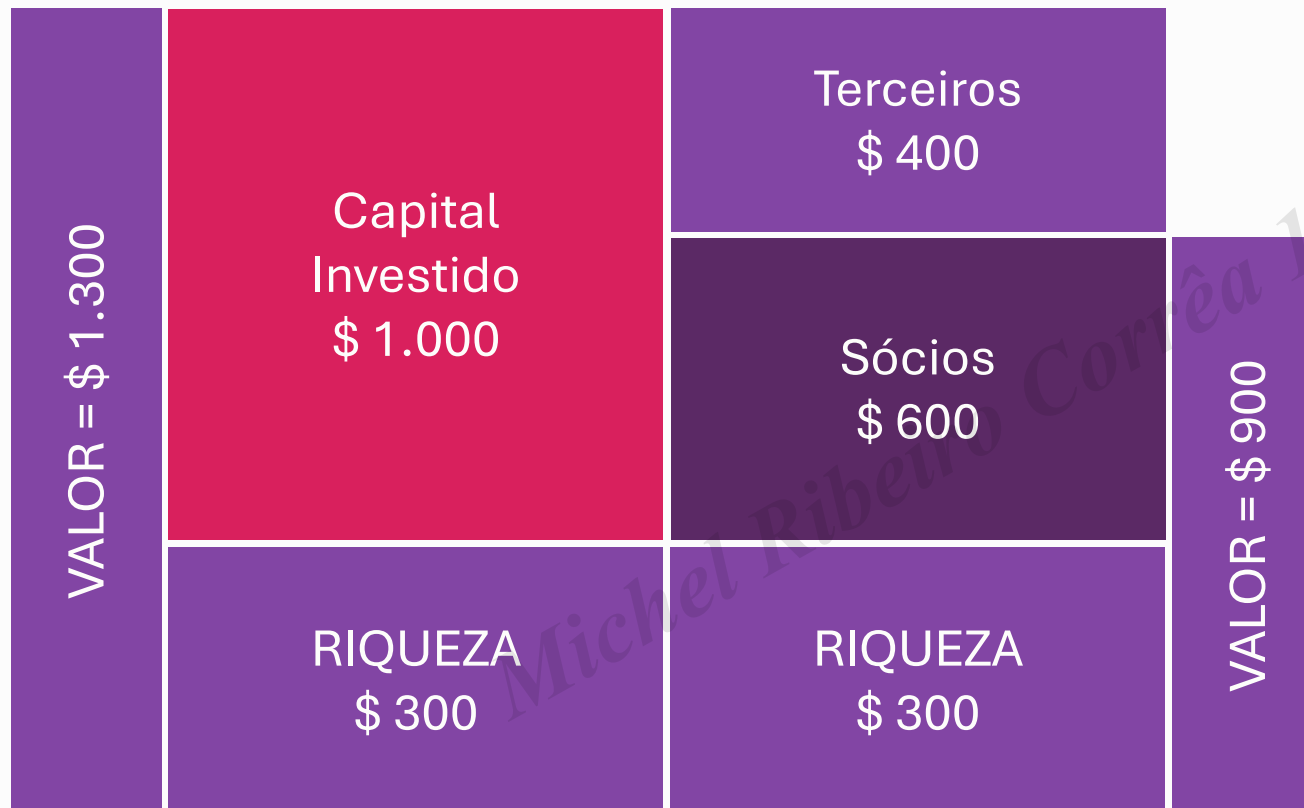 VALOR = $ 1.300
Capital
Investido
$ 1.000
RIQUEZA
$ 300
Terceiros
$ 400
Sócios
$ 600
RIQUEZA
$ 300
VALOR = $ 900
Michel Ribeiro Corrêa